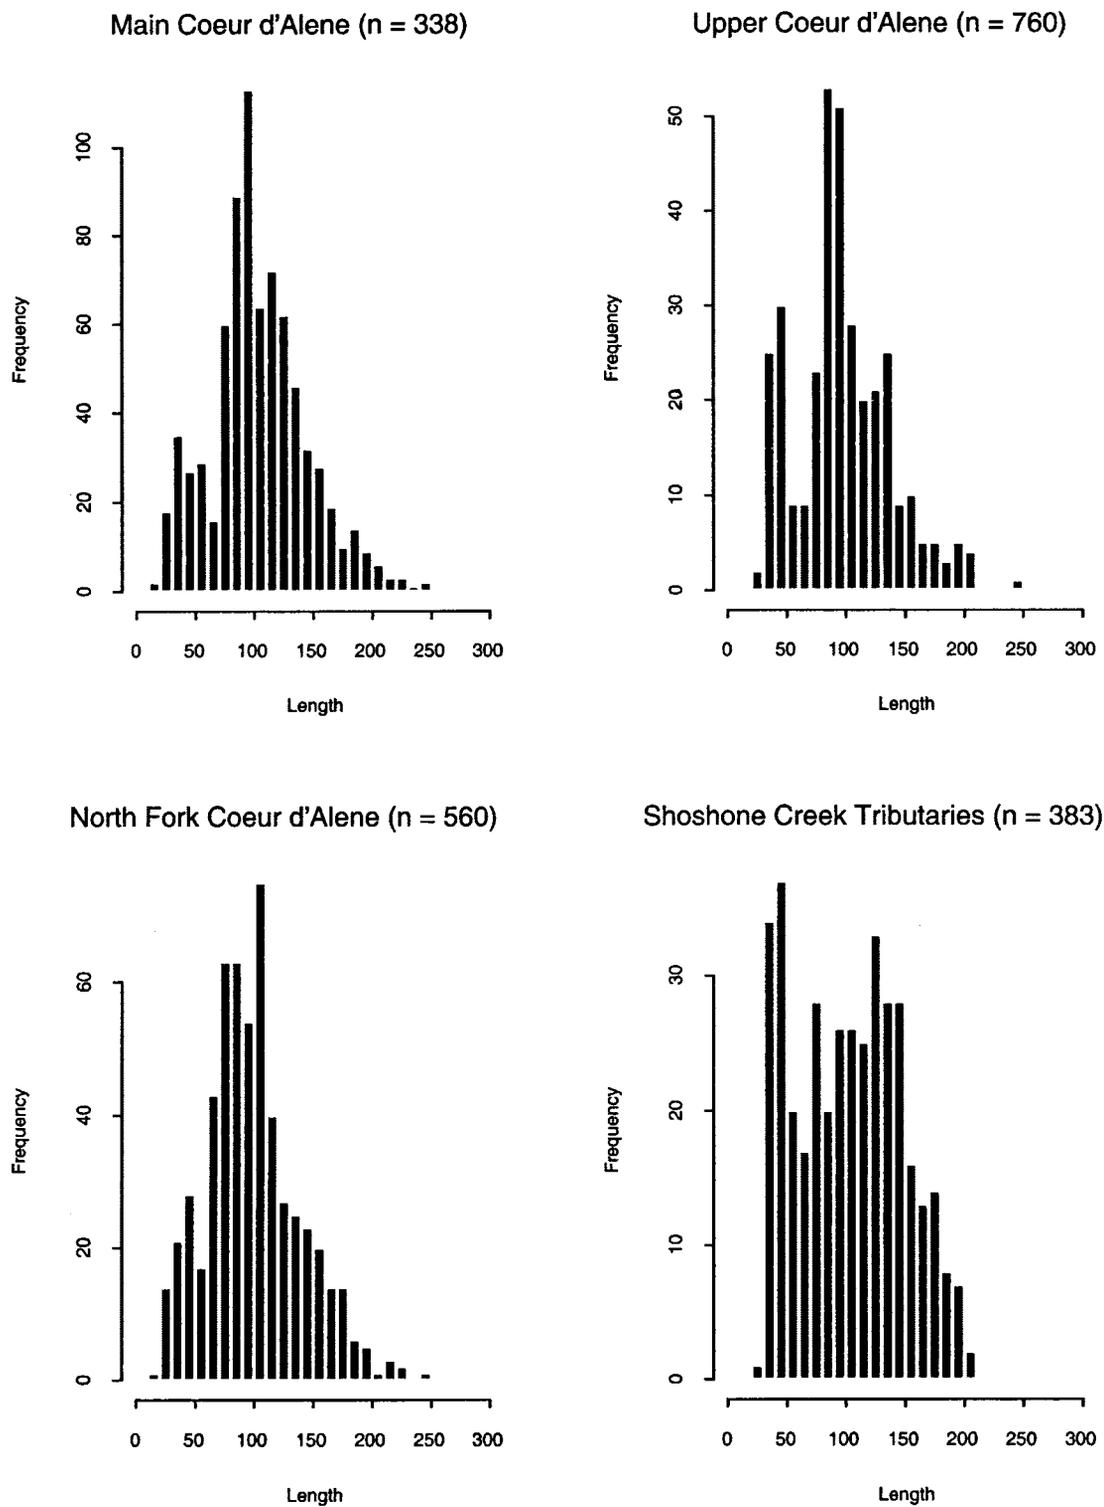 Main Coeur d'Alene (n = 338)
Frequency
100
80
60
40
20
0
0 50 100 150 200 250 300
Length
Upper Coeur d'Alene (n = 760)
Frequency
50
40
30
20
10
0
0 50 100 150 200 250 300
Length
North Fork Coeur d'Alene (n = 560)
Frequency
60
40
20
0
0 50 100 150 200 250 300
Length
Shoshone Creek Tributaries (n = 383)
Frequency
30
20
10
0
0 50 100 150 200 250 300
Length